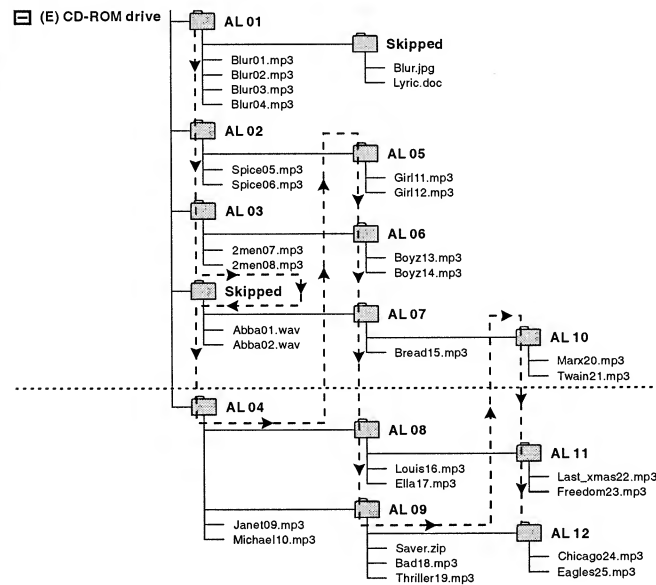 (E) CD-ROM drive
AL 01
Blur01.mp3
Blur02.mp3
Blur03.mp3
Blur04.mp3
Skipped
Blur.jpg
Lyric.doc
AL 02
Spice05.mp3
Spice06.mp3
AL 05
Girl11.mp3
Girl12.mp3
AL 03
2men07.mp3
2men08.mp3
AL 06
Boyz13.mp3
Boyz14.mp3
Skipped
Abba01.wav
Abba02.wav
AL 07
Bread15.mp3
AL 10
Marx20.mp3
Twain21.mp3
AL 04
Janet09.mp3
Michael10.mp3
AL 08
Louis16.mp3
Ella17.mp3
AL 11
Last_xmas22.mp3
Freedom23.mp3
AL 09
Saver.zip
Bad18.mp3
Thriller19.mp3
AL 12
Chicago24.mp3
Eagles25.mp3